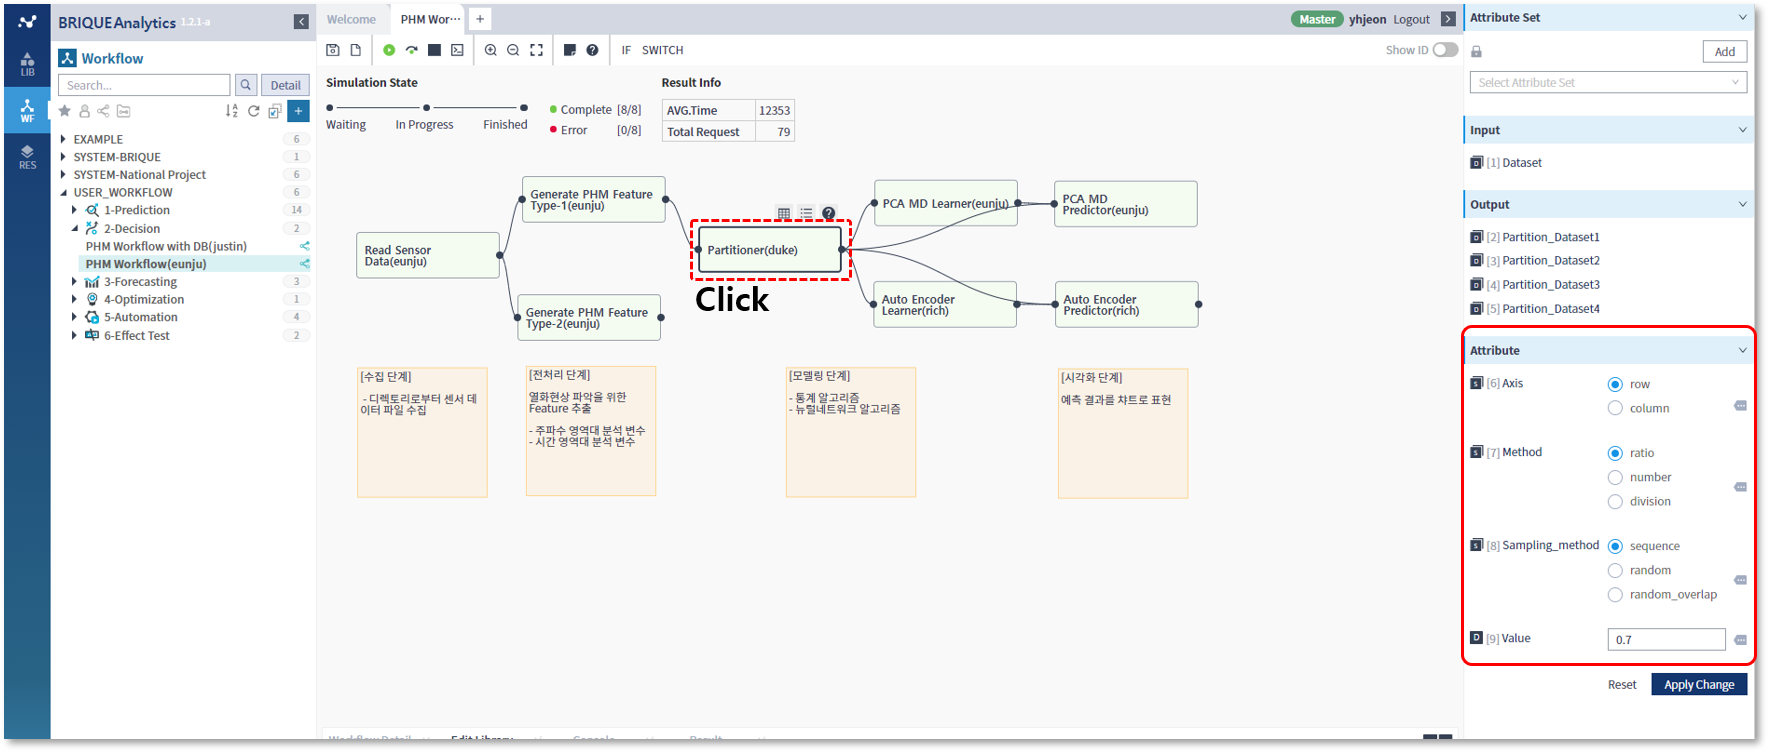 BRIQUE Analytics 1.2.1-a
Welcome
PHM Wor···
+
Master yhjeon Logout
LIB
WF
RES
Workflow
Search...
Detail
EXAMPLE 6
SYSTEM-BRIQUE 1
SYSTEM-National Project 6
USER_WORKFLOW 6
1-Prediction 14
2-Decision 2
PHM Workflow with DB(justin)
PHM Workflow(eunju)
3-Forecasting 3
4-Optimization 1
5-Automation 4
6-Effect Test 2
IF SWITCH
Show ID
Simulation State
Waiting
In Progress
Finished
Complete [8/8]
Error [0/8]
Result Info
AVG.Time 12353
Total Request 79
Read Sensor
Data(eunju)
Generate PHM Feature
Type-1(eunju)
Generate PHM Feature
Type-2(eunju)
Partitioner(duke)
Click
PCA MD Learner(eunju)
PCA MD
Predictor(eunju)
Auto Encoder
Learner(rich)
Auto Encoder
Predictor(rich)
[수집 단계]
- 디렉토리로부터 센서 데
이터 파일 수집
[전처리 단계]
열화현상 파악을 위한
Feature 추출
- 주파수 영역대 분석 변수
- 시간 영역대 분석 변수
[모델링 단계]
- 통계 알고리즘
- 뉴럴네트워크 알고리즘
[시각화 단계]
예측 결과를 챠트로 표현
Workflow Detail
Edit Library
Console
Result
Attribute Set
Add
Select Attribute Set
Input
D [1] Dataset
Output
D [2] Partition_Dataset1
D [3] Partition_Dataset2
D [4] Partition_Dataset3
D [5] Partition_Dataset4
Attribute
S [6] Axis
row
column
S [7] Method
ratio
number
division
S [8] Sampling_method
sequence
random
random_overlap
D [9] Value
0.7
Reset
Apply Change